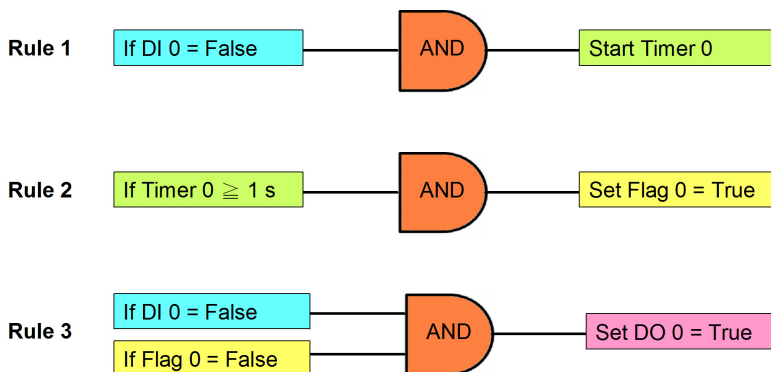 Rule 1
If DI 0 = False
AND
Start Timer 0
Rule 2
If Timer 0 ≧ 1 s
AND
Set Flag 0 = True
Rule 3
If DI 0 = False
If Flag 0 = False
AND
Set DO 0 = True